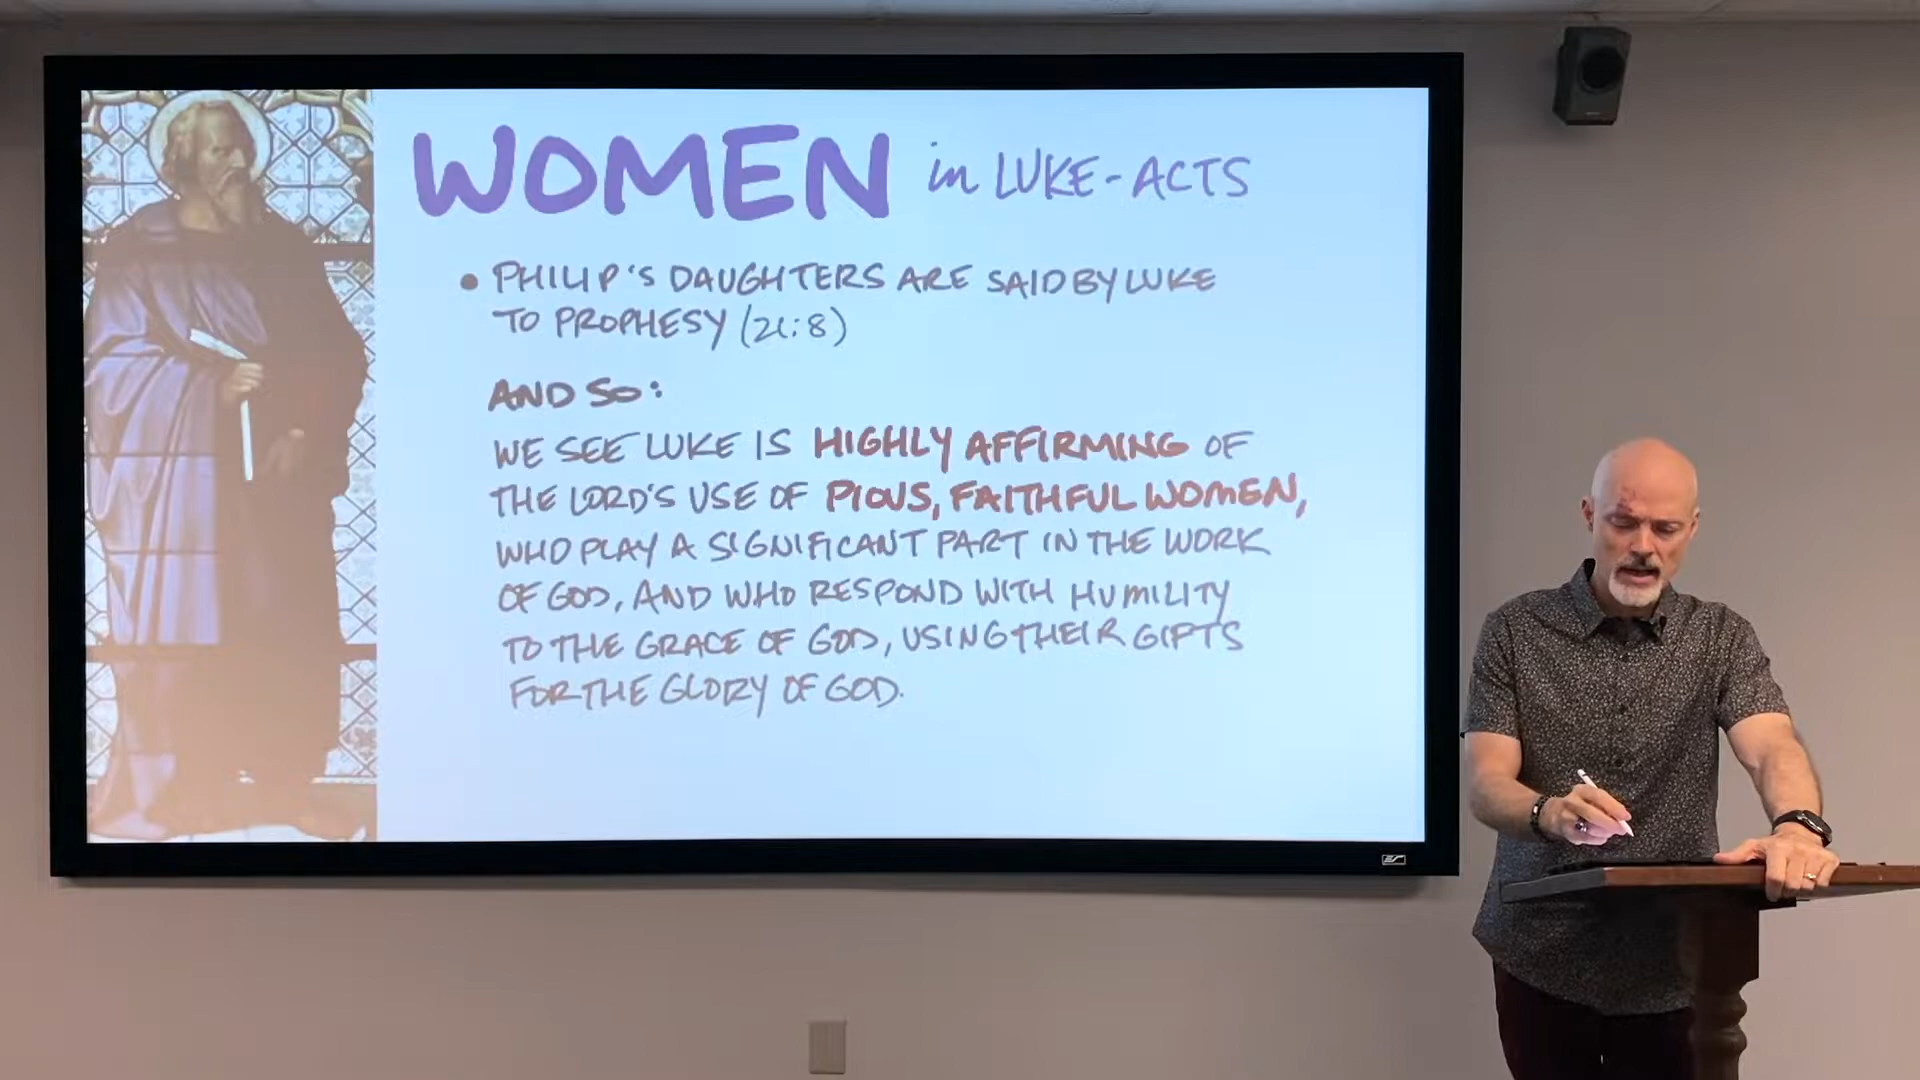 WOMEN in LUKE-ACTS
• PHILIP'S DAUGHTERS ARE SAID BY LUKE
TO PROPHESY (21:8)
AND SO:
WE SEE LUKE IS HIGHLY AFFIRMING OF
THE LORD'S USE OF PIOUS, FAITHFUL WOMEN,
WHO PLAY A SIGNIFICANT PART IN THE WORK
OF GOD, AND WHO RESPOND WITH HUMILITY
TO THE GRACE OF GOD, USING THEIR GIFTS
FOR THE GLORY OF GOD.